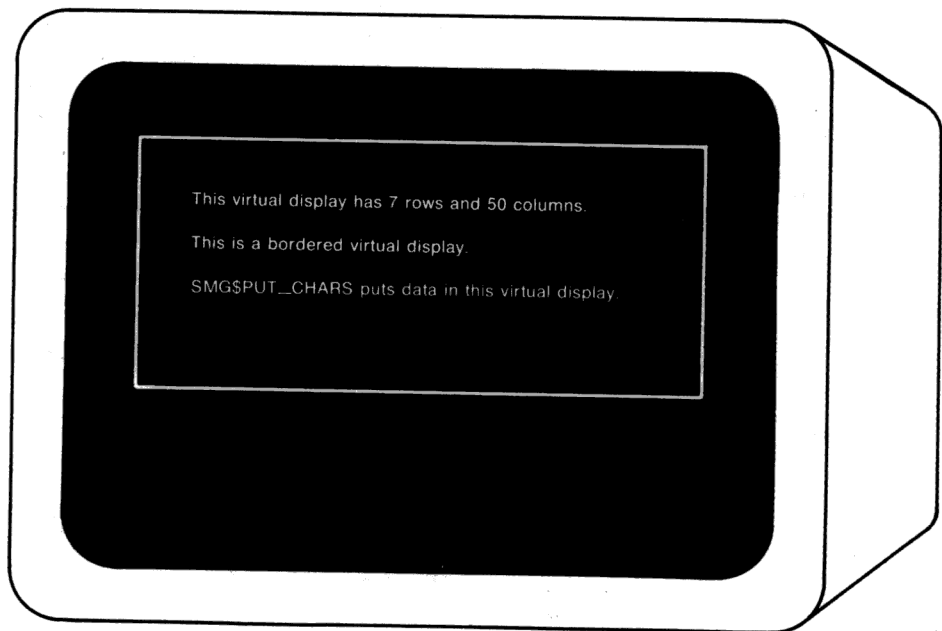 This virtual display has 7 rows and 50 columns.
This is a bordered virtual display.
SMG$PUT__CHARS puts data in this virtual display.